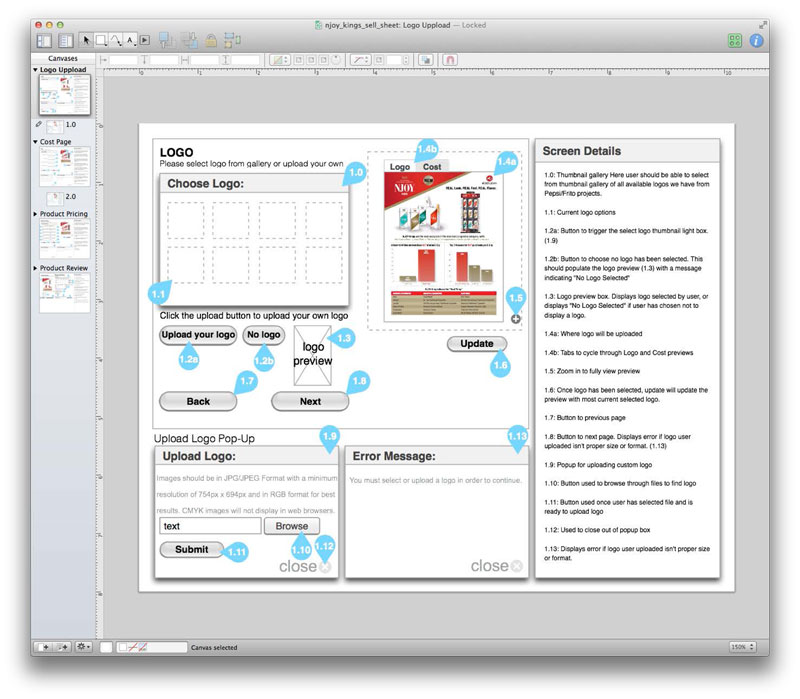 njoy_kings_sell_sheet: Logo Uppload — Locked
Canvases
Logo Uppload
1.0
Cost Page
2.0
Product Pricing
Product Review
0 1 2 3 4 5 6 7 8 9 10
LOGO
Please select logo from gallery or upload your own
Choose Logo:
1.0
1.1
Click the upload button to upload your own logo
Upload your logo
No logo
1.2a
1.2b
logo
preview
1.3
Back
1.7
Next
1.8
1.4b
Logo
Cost
1.4a
NJOY
1.5
Update
1.6
Upload Logo Pop-Up
1.9
Upload Logo:
Images should be in JPG/JPEG Format with a minimum
resolution of 754px x 694px and in RGB format for best
results. CMYK images will not display in web browsers.
text
Browse
Submit
1.11
1.10
1.12
close
1.13
Error Message:
You must select or upload a logo in order to continue.
close
Screen Details
1.0: Thumbnail gallery Here user should be able to select
from thumbnail gallery of all available logos we have from
Pepsi/Frito projects.
1.1: Current logo options
1.2a: Button to trigger the select logo thumbnail light box.
(1.9)
1.2b: Button to choose no logo has been selected. This
should populate the logo preview (1.3) with a message
indicating "No Logo Selected"
1.3: Logo preview box. Displays logo selected by user, or
displays "No Logo Selected" if user has chosen not to
display a logo.
1.4a: Where logo will be uploaded
1.4b: Tabs to cycle through Logo and Cost previews
1.5: Zoom in to fully view preview
1.6: Once logo has been selected, update will update the
preview with most current selected logo.
1.7: Button to previous page
1.8: Button to next page. Displays error if logo user
uploaded isn't proper size or format. (1.13)
1.9: Popup for uploading custom logo
1.10: Button used to browse through files to find logo
1.11: Button used once user has selected file and is
ready to upload logo
1.12: Used to close out of popup box
1.13: Displays error if logo user uploaded isn't proper size
or format.
Canvas selected
150%